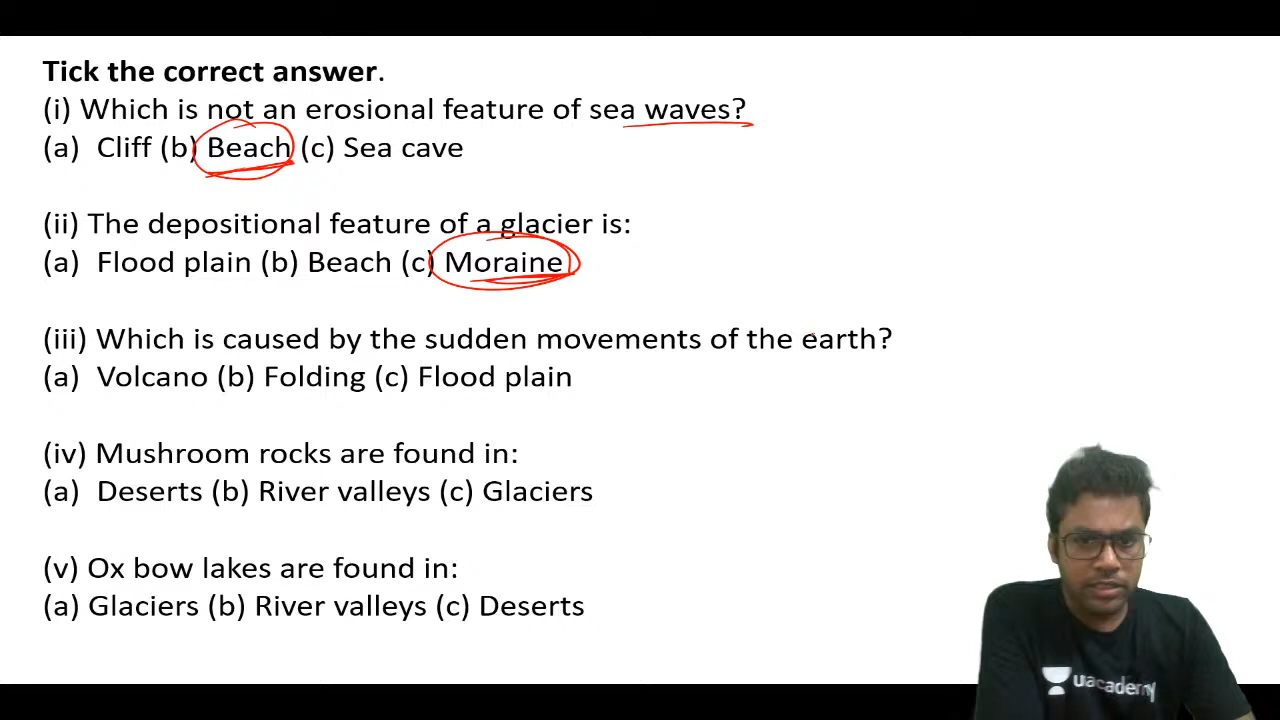 Tick the correct answer.
(i) Which is not an erosional feature of sea waves?
(a) Cliff (b) Beach (c) Sea cave
(ii) The depositional feature of a glacier is:
(a) Flood plain (b) Beach (c) Moraine
(iii) Which is caused by the sudden movements of the earth?
(a) Volcano (b) Folding (c) Flood plain
(iv) Mushroom rocks are found in:
(a) Deserts (b) River valleys (c) Glaciers
(v) Ox bow lakes are found in:
(a) Glaciers (b) River valleys (c) Deserts
unacademy